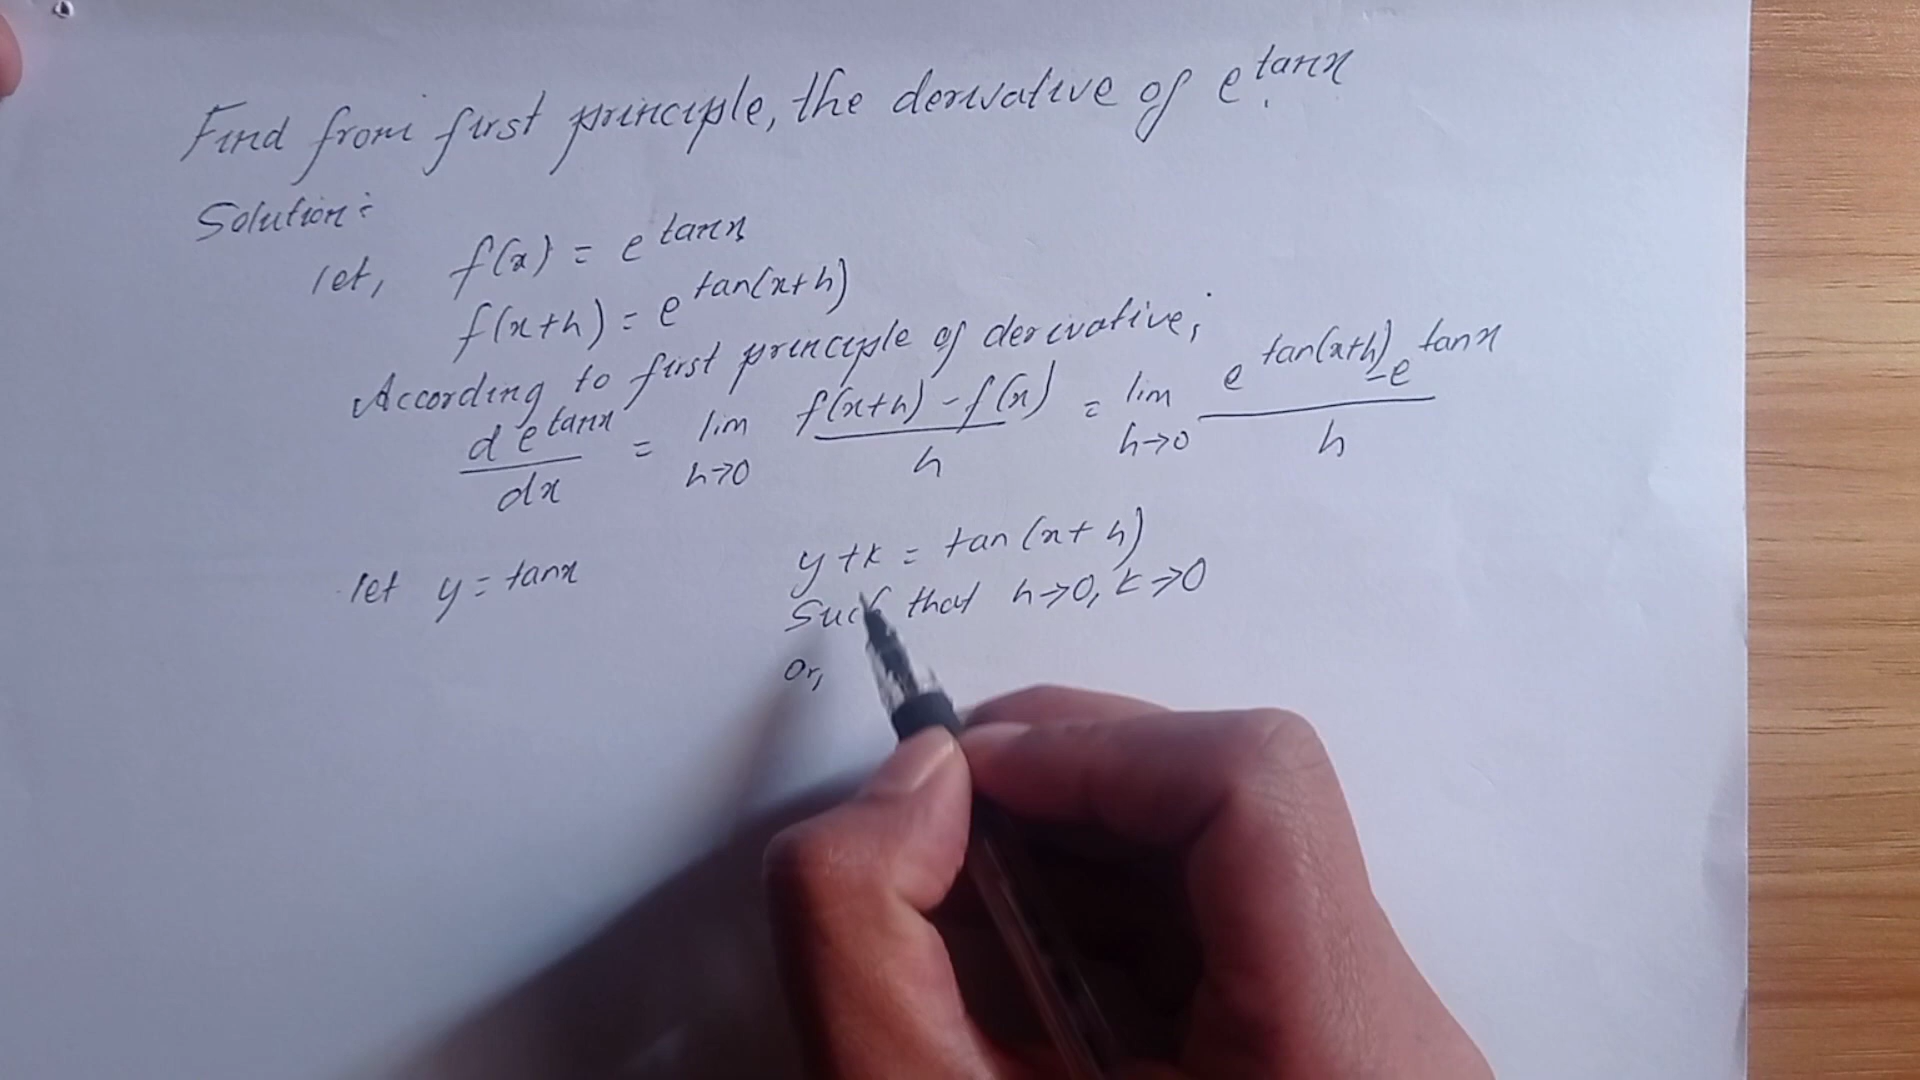 Find from first principle, the derivative of e^tanx.
Solution:
let, f(x) = e^tanx
f(x+h) = e^tan(x+h)
According to first principle of derivative;
d e^tanx / dx = lim h→0 f(x+h) - f(x) / h = lim h→0 e^tan(x+h) - e^tanx / h
let y = tanx y+k = tan(x+h)
Such that h→0, k→0
Or,